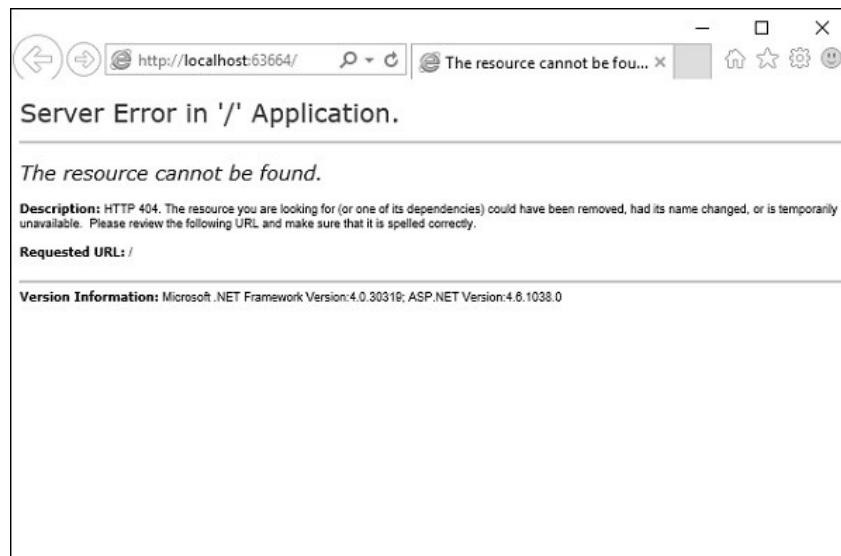 http://localhost:63664/
The resource cannot be fou...
Server Error in '/' Application.
The resource cannot be found.
Description: HTTP 404. The resource you are looking for (or one of its dependencies) could have been removed, had its name changed, or is temporarily
unavailable.  Please review the following URL and make sure that it is spelled correctly.
Requested URL: /
Version Information: Microsoft .NET Framework Version:4.0.30319; ASP.NET Version:4.6.1038.0